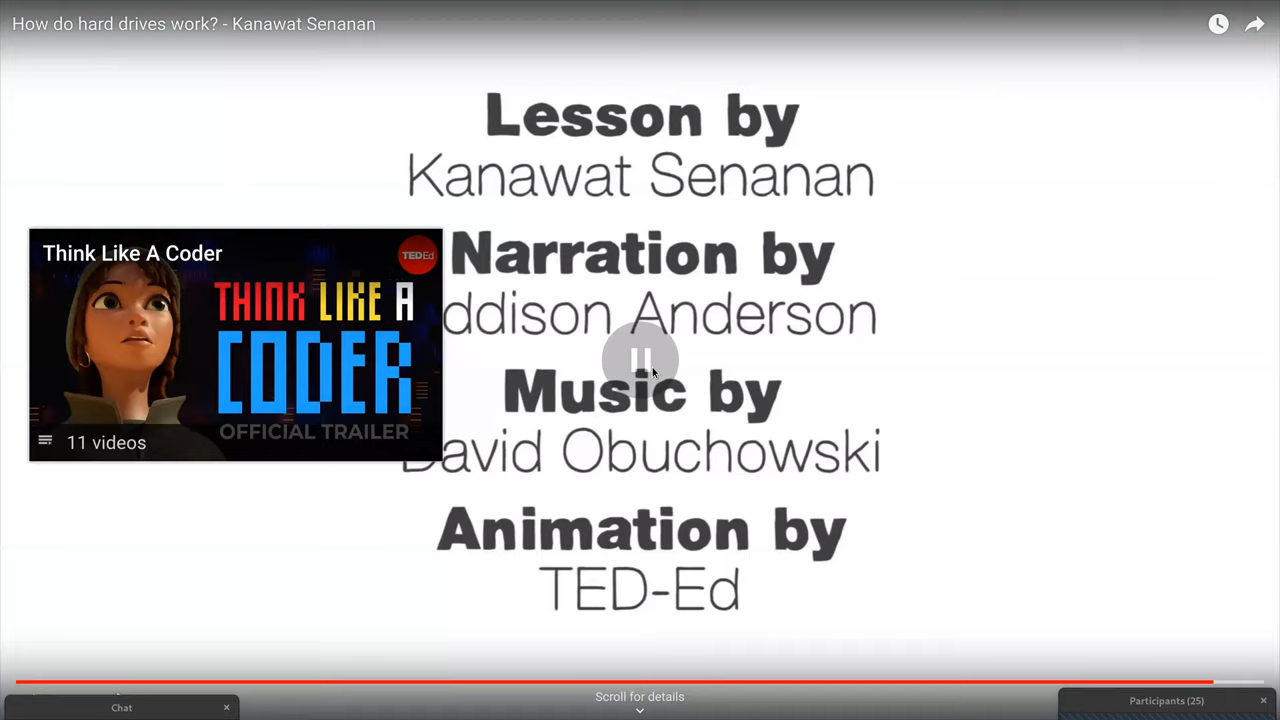 How do hard drives work? - Kanawat Senanan
Lesson by
Kanawat Senanan
Narration by
ddison Anderson
Music by
David Obuchowski
Animation by
TED-Ed
Think Like A Coder
TED Ed
THINK LIKE A
CODER
OFFICIAL TRAILER
11 videos
Scroll for details
Chat
Participants (25)